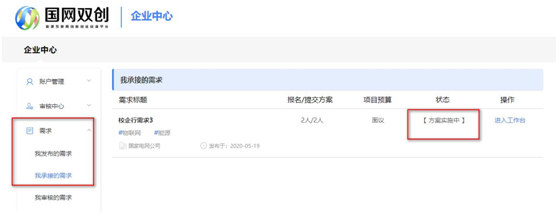 国网双创
企业中心
企业中心
账户管理
审核中心
需求
我发布的需求
我承接的需求
我审核的需求
我承接的需求
需求标题 报名/提交方案 项目预算 状态 操作
校企行需求3 2人/2人 面议 【 方案实施中 】 进入工作台
#物联网 #能源
国家电网公司 发布于：2020-05-19